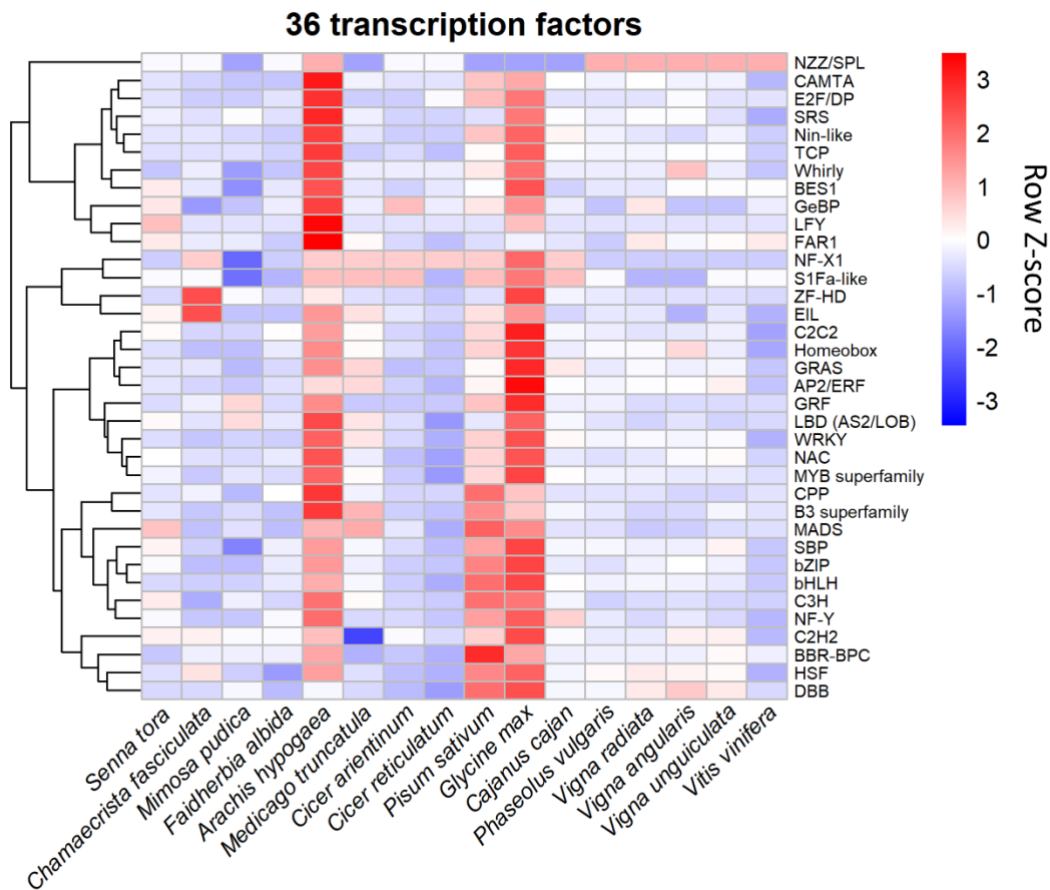 36 transcription factors
NZZ/SPL
CAMTA
E2F/DP
SRS
Nin-like
TCP
Whirly
BES1
GeBP
LFY
FAR1
NF-X1
S1Fa-like
ZF-HD
EIL
C2C2
Homeobox
GRAS
AP2/ERF
GRF
LBD (AS2/LOB)
WRKY
NAC
MYB superfamily
CPP
B3 superfamily
MADS
SBP
bZIP
bHLH
C3H
NF-Y
C2H2
BBR-BPC
HSF
DBB
3
2
1
0
-1
-2
-3
Row Z-score
Senna tora
Chamaecrista fasciculata
Mimosa pudica
Faidherbia albida
Arachis hypogaea
Medicago truncatula
Cicer arientinum
Cicer reticulatum
Pisum sativum
Glycine max
Cajanus cajan
Phaseolus vulgaris
Vigna radiata
Vigna angularis
Vigna unguiculata
Vitis vinifera